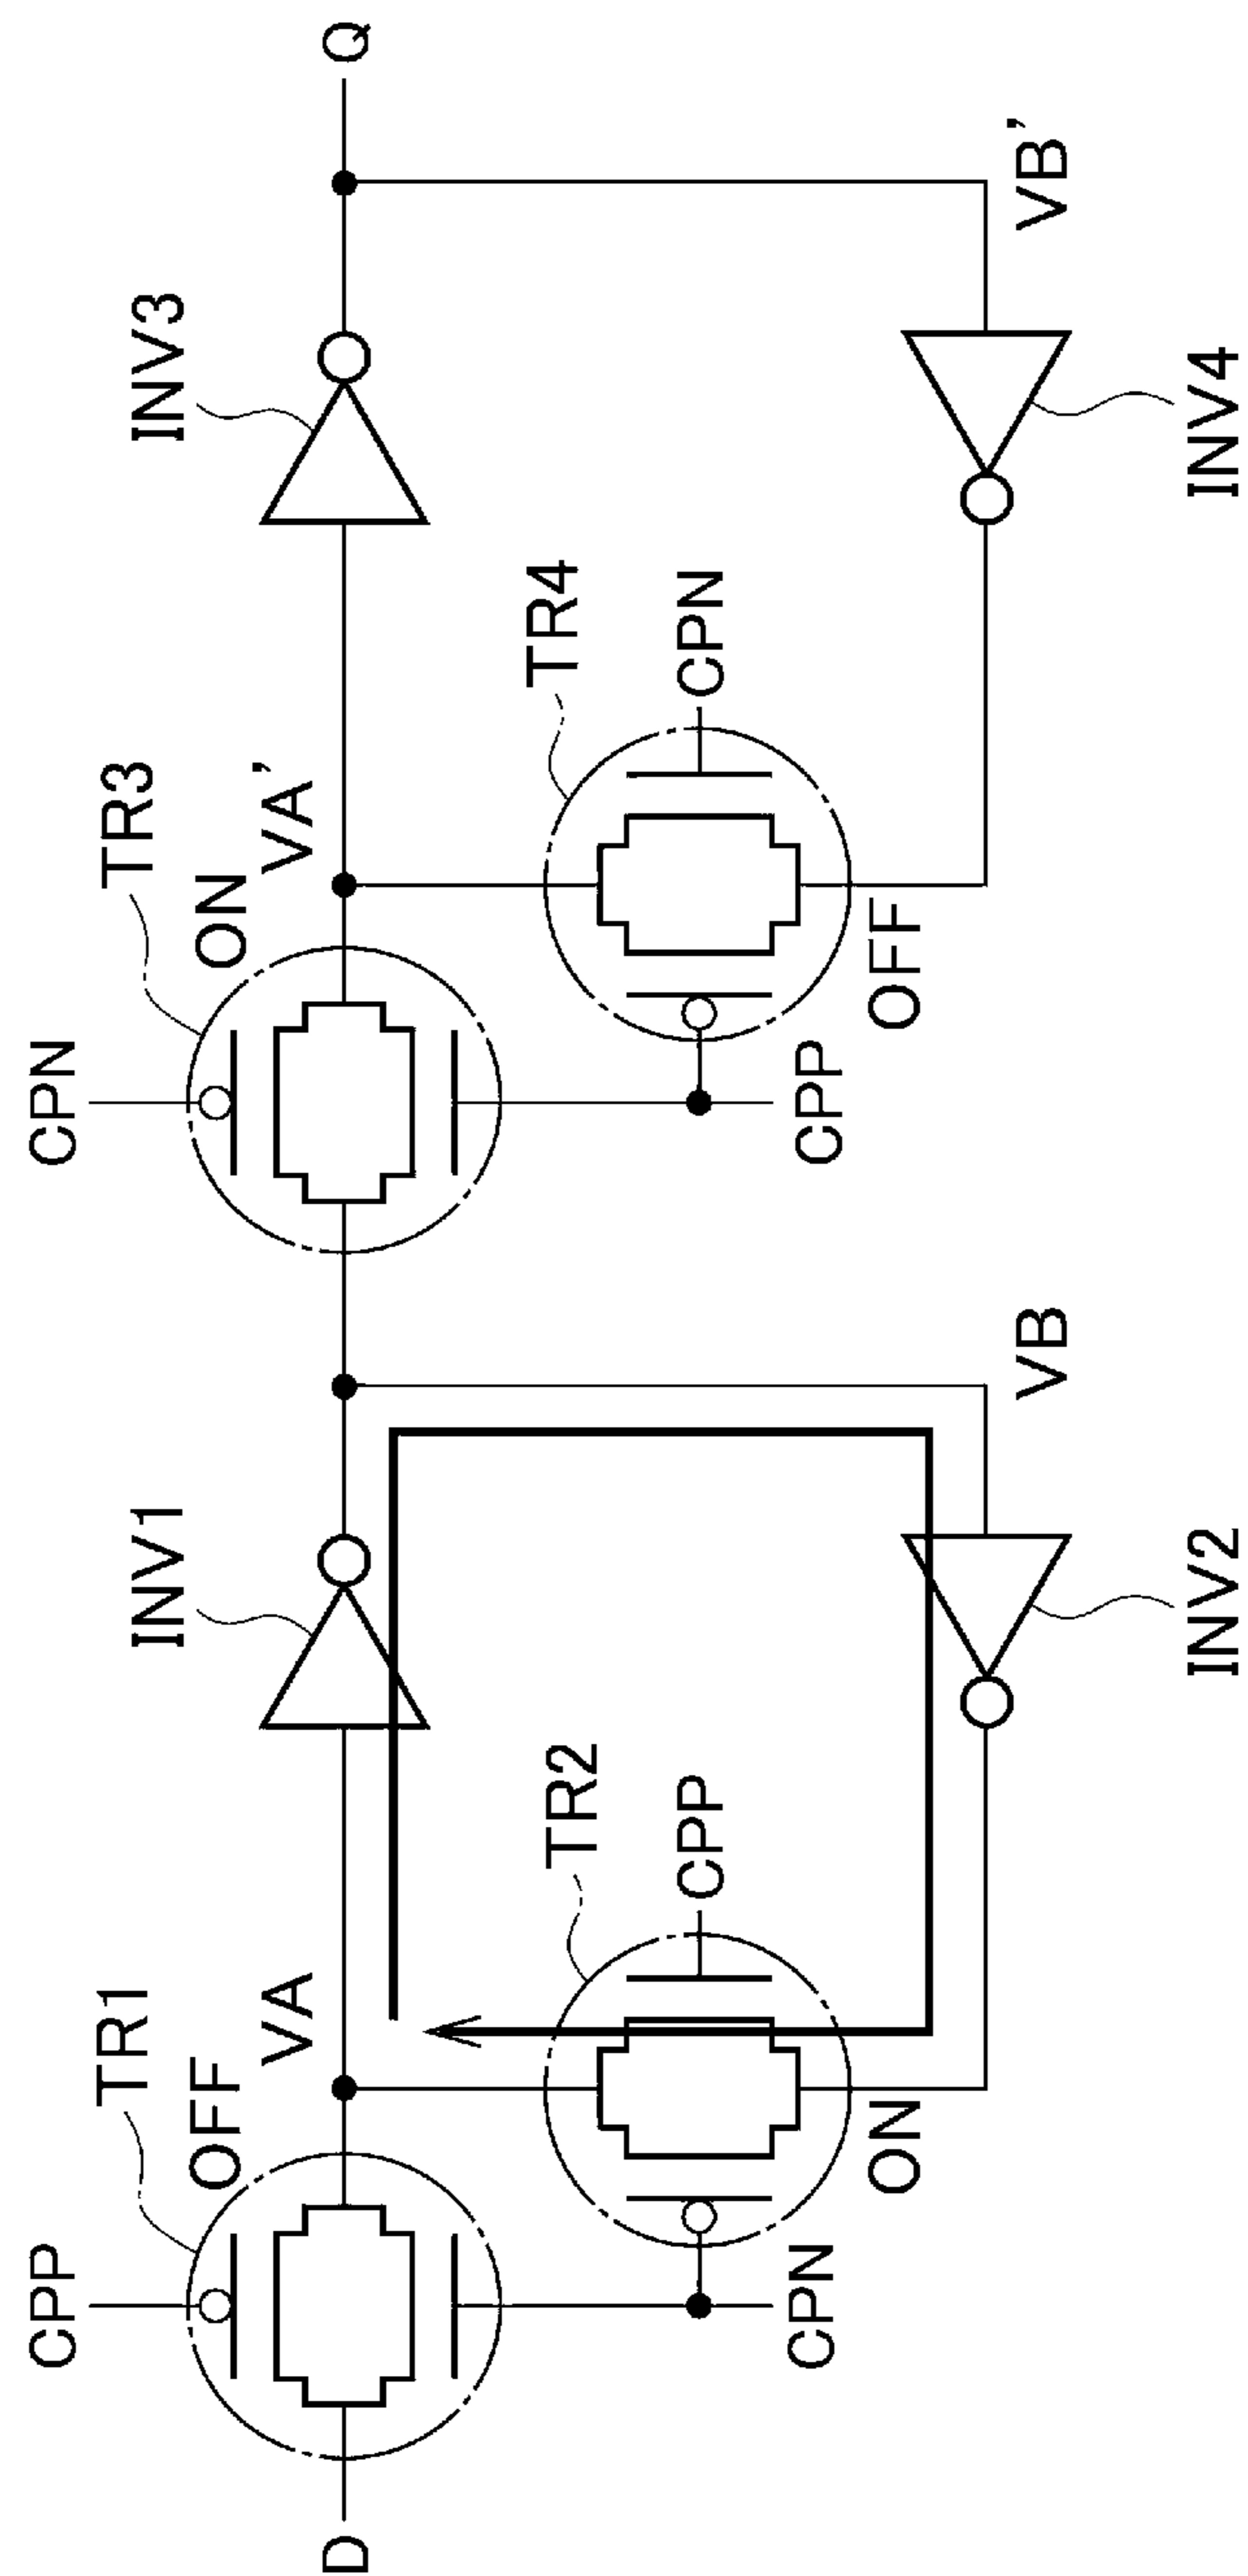 CPP
TR1
OFF
VA
INV1
CPN
TR3
ON
VA'
INV3
D
Q
TR2
CPP
TR4
CPN
CPN
ON
VB
CPP
OFF
VB'
INV2
INV4